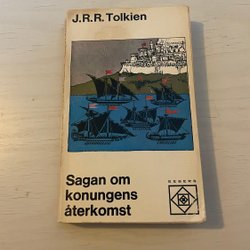 J.R.R. Tolkien
Sagan om
konungens
återkomst
GEBERS